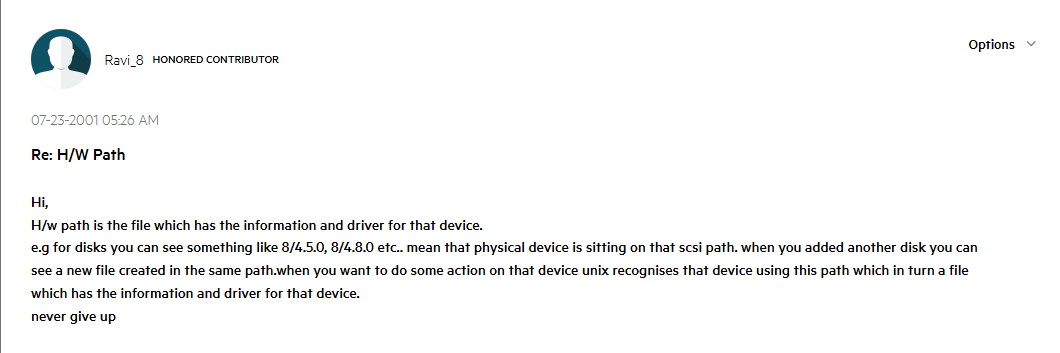 Options
Ravi_8 HONORED CONTRIBUTOR
07-23-2001 05:26 AM
Re: H/W Path
Hi,
H/w path is the file which has the information and driver for that device.
e.g for disks you can see something like 8/4.5.0, 8/4.8.0 etc.. mean that physical device is sitting on that scsi path. when you added another disk you can
see a new file created in the same path.when you want to do some action on that device unix recognises that device using this path which in turn a file
which has the information and driver for that device.
never give up